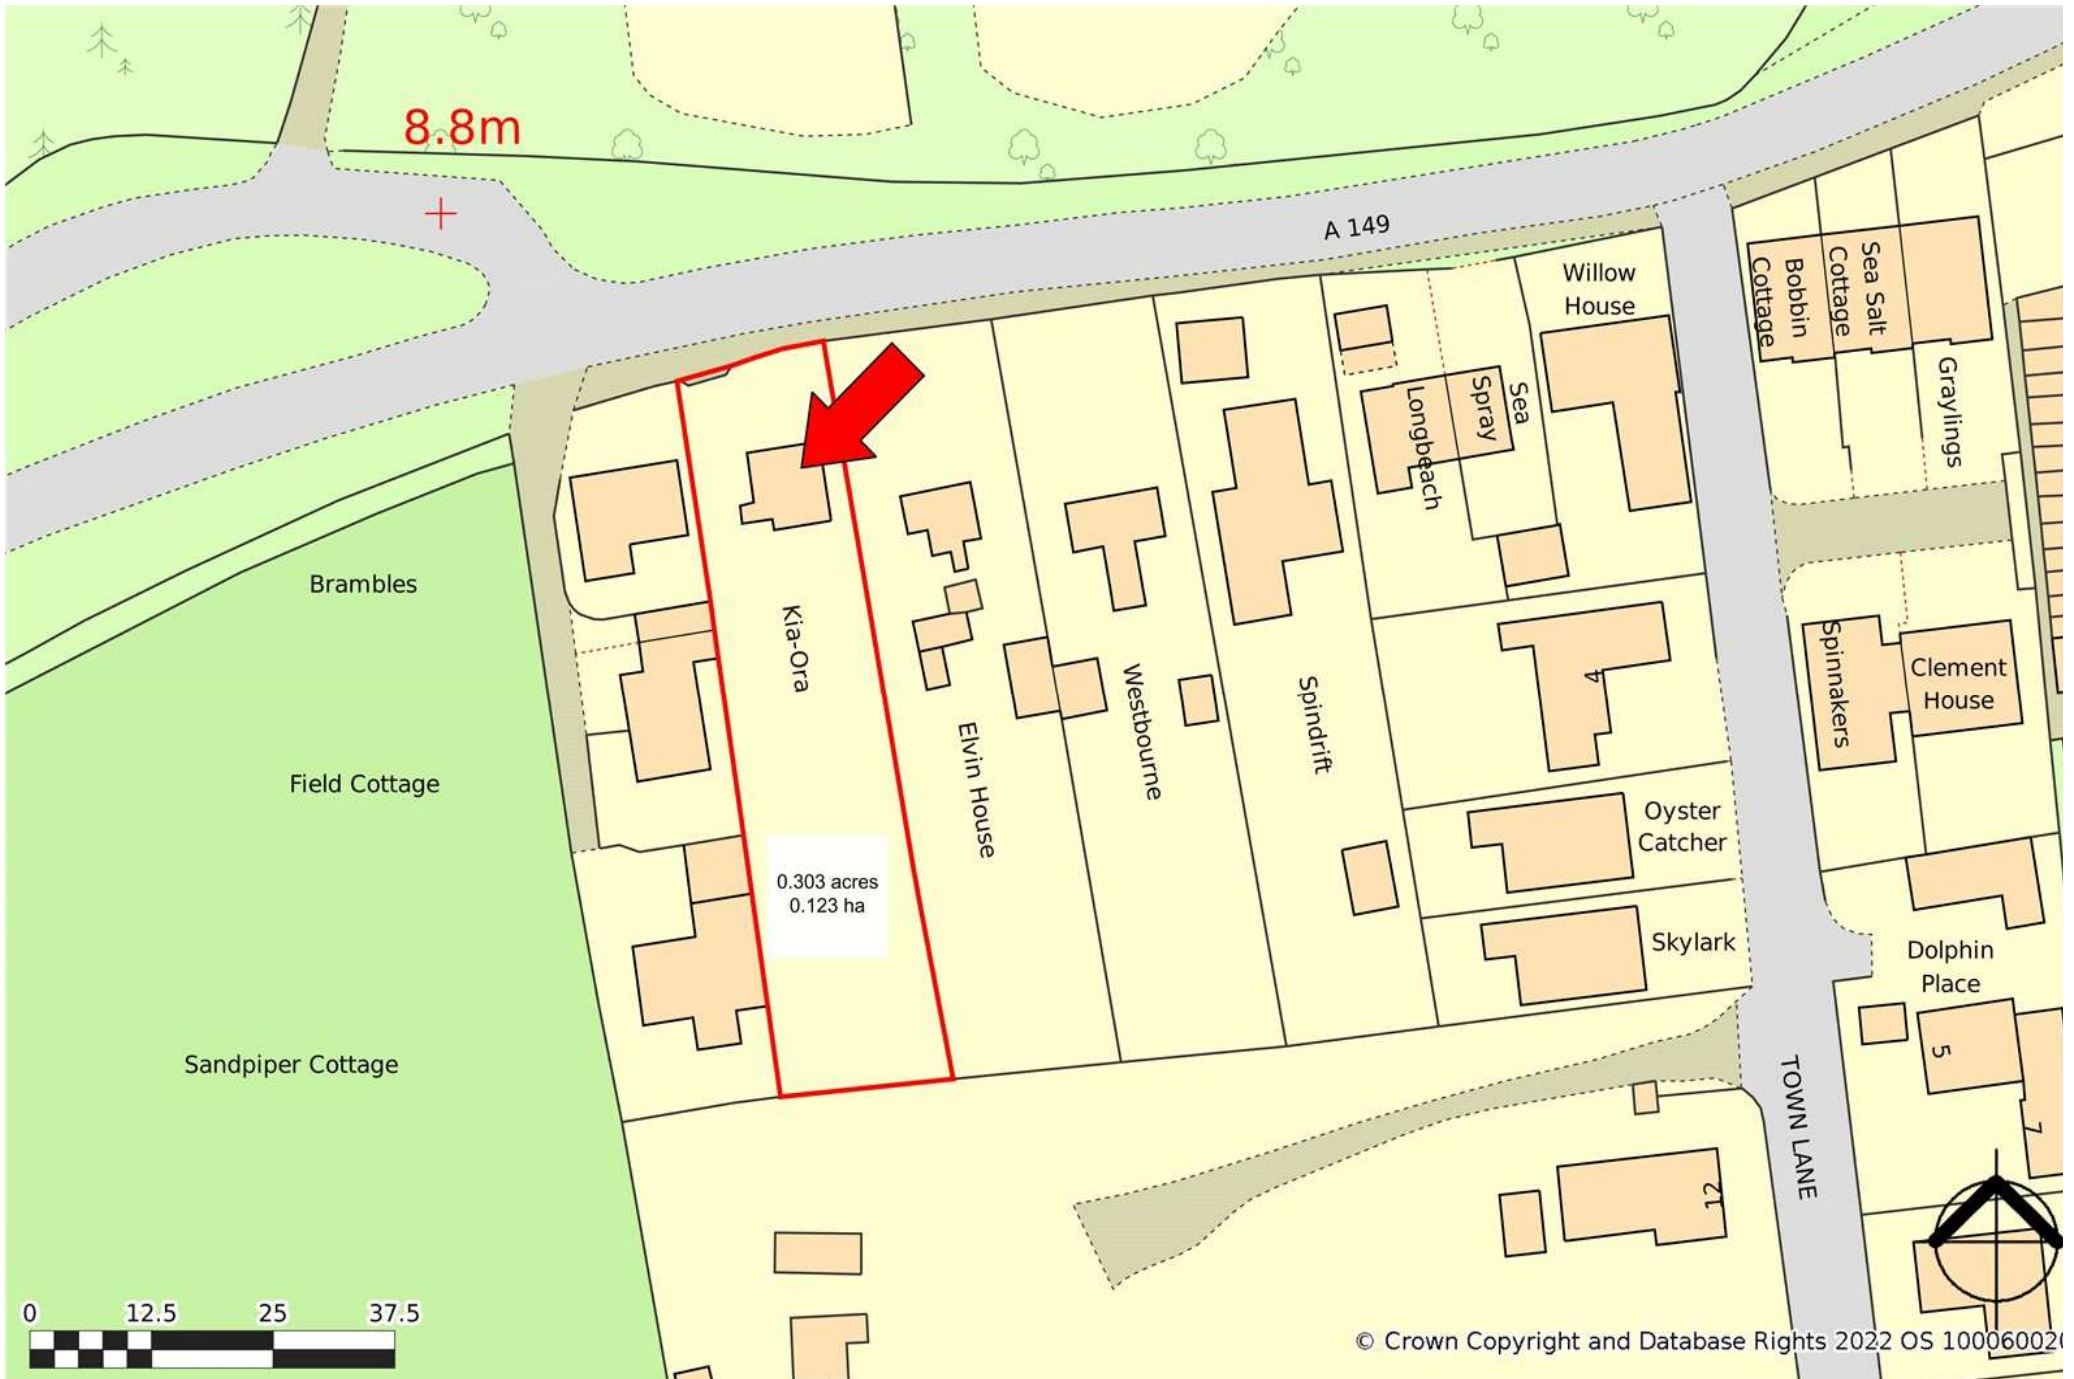 8.8m
A 149
Willow
House
Bobbin
Cottage
Sea Salt
Cottage
Graylings
Sea
Spray
Longbeach
Brambles
Kia-Ora
Field Cottage
Elvin House
Westbourne
Spindrift
4
Spinnakers
Clement
House
Oyster
Catcher
0.303 acres
0.123 ha
Skylark
Dolphin
Place
Sandpiper Cottage
5
7
TOWN LANE
12
0 12.5 25 37.5
© Crown Copyright and Database Rights 2022 OS 10006002